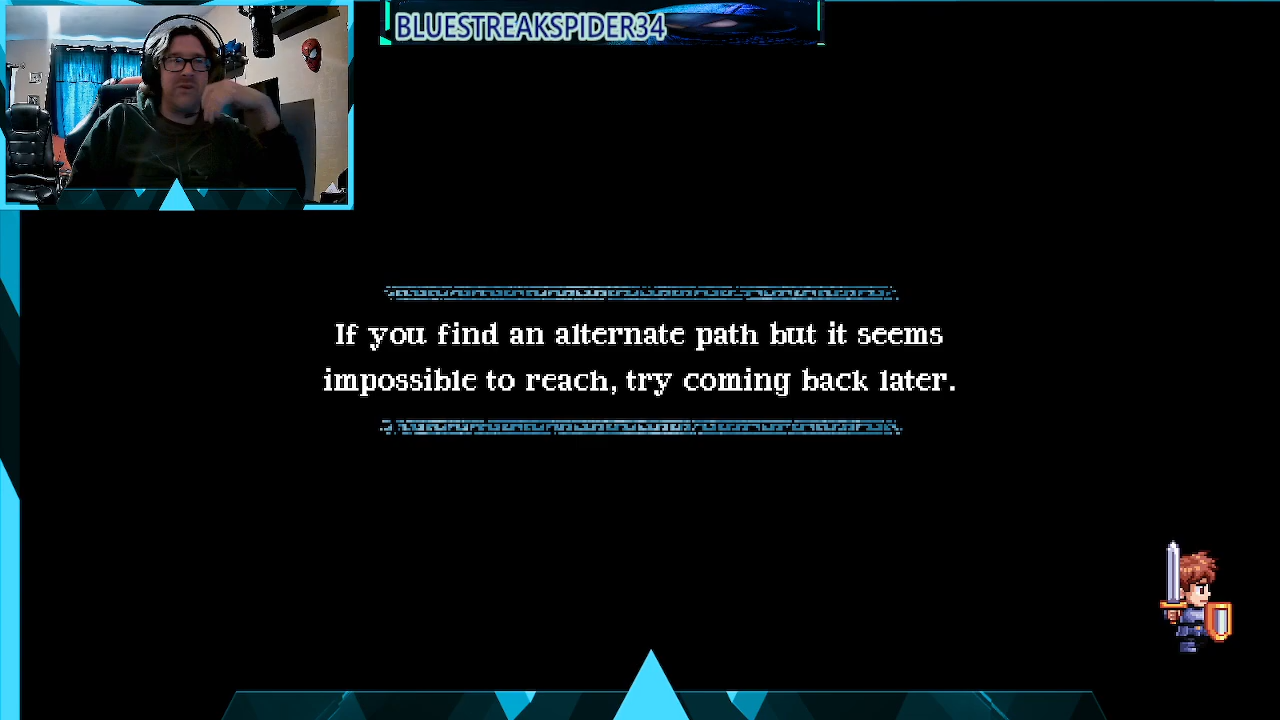 BLUESTREAKSPIDER34
If you find an alternate path but it seems
impossible to reach, try coming back later.